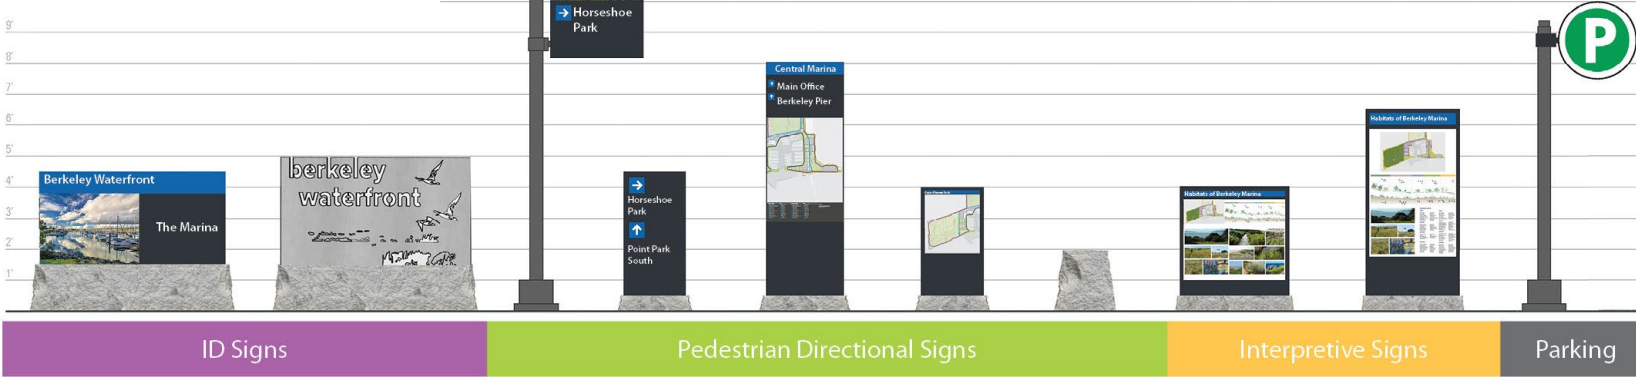 9'
8'
7'
6'
5'
4'
3'
2'
1'
Berkeley Waterfront
The Marina
berkeley
waterfront
Horseshoe
Park
Horseshoe
Park
Point Park
South
Central Marina
Main Office
Berkeley Pier
Habitats of Berkeley Marina
Habitats of Berkeley Marina
P
ID Signs
Pedestrian Directional Signs
Interpretive Signs
Parking